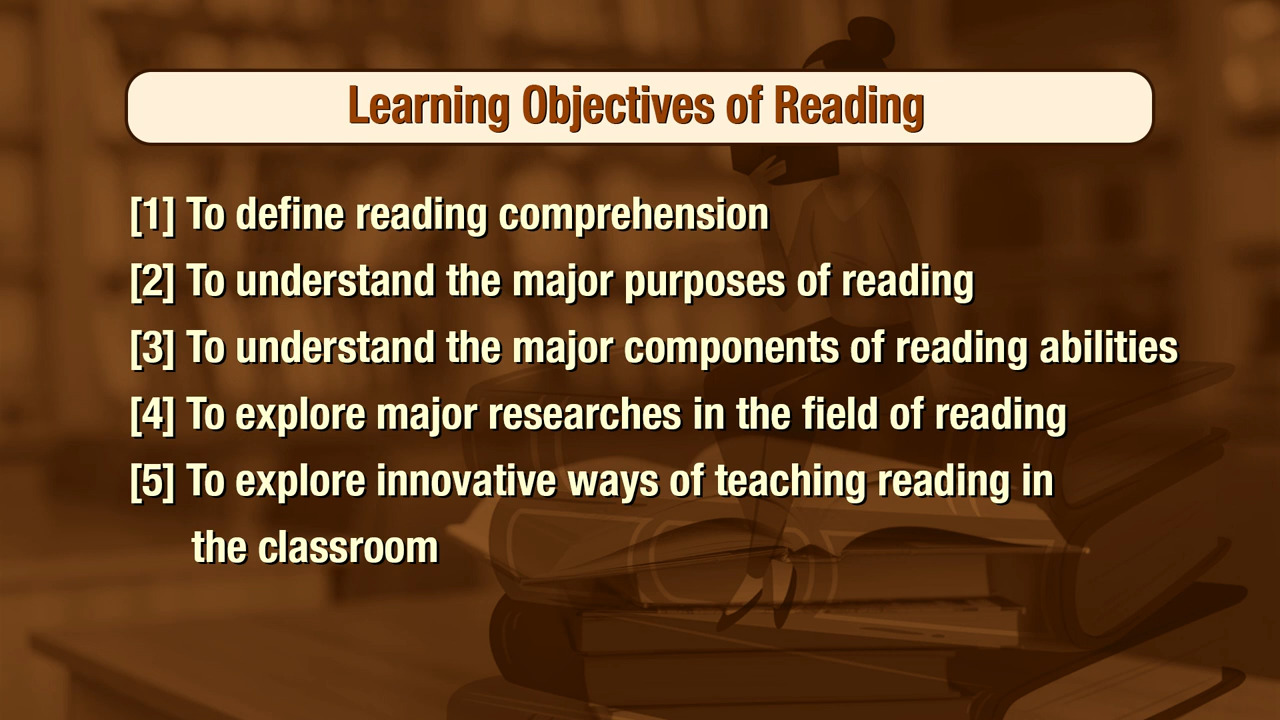 Learning Objectives of Reading
[1] To define reading comprehension
[2] To understand the major purposes of reading
[3] To understand the major components of reading abilities
[4] To explore major researches in the field of reading
[5] To explore innovative ways of teaching reading in
the classroom